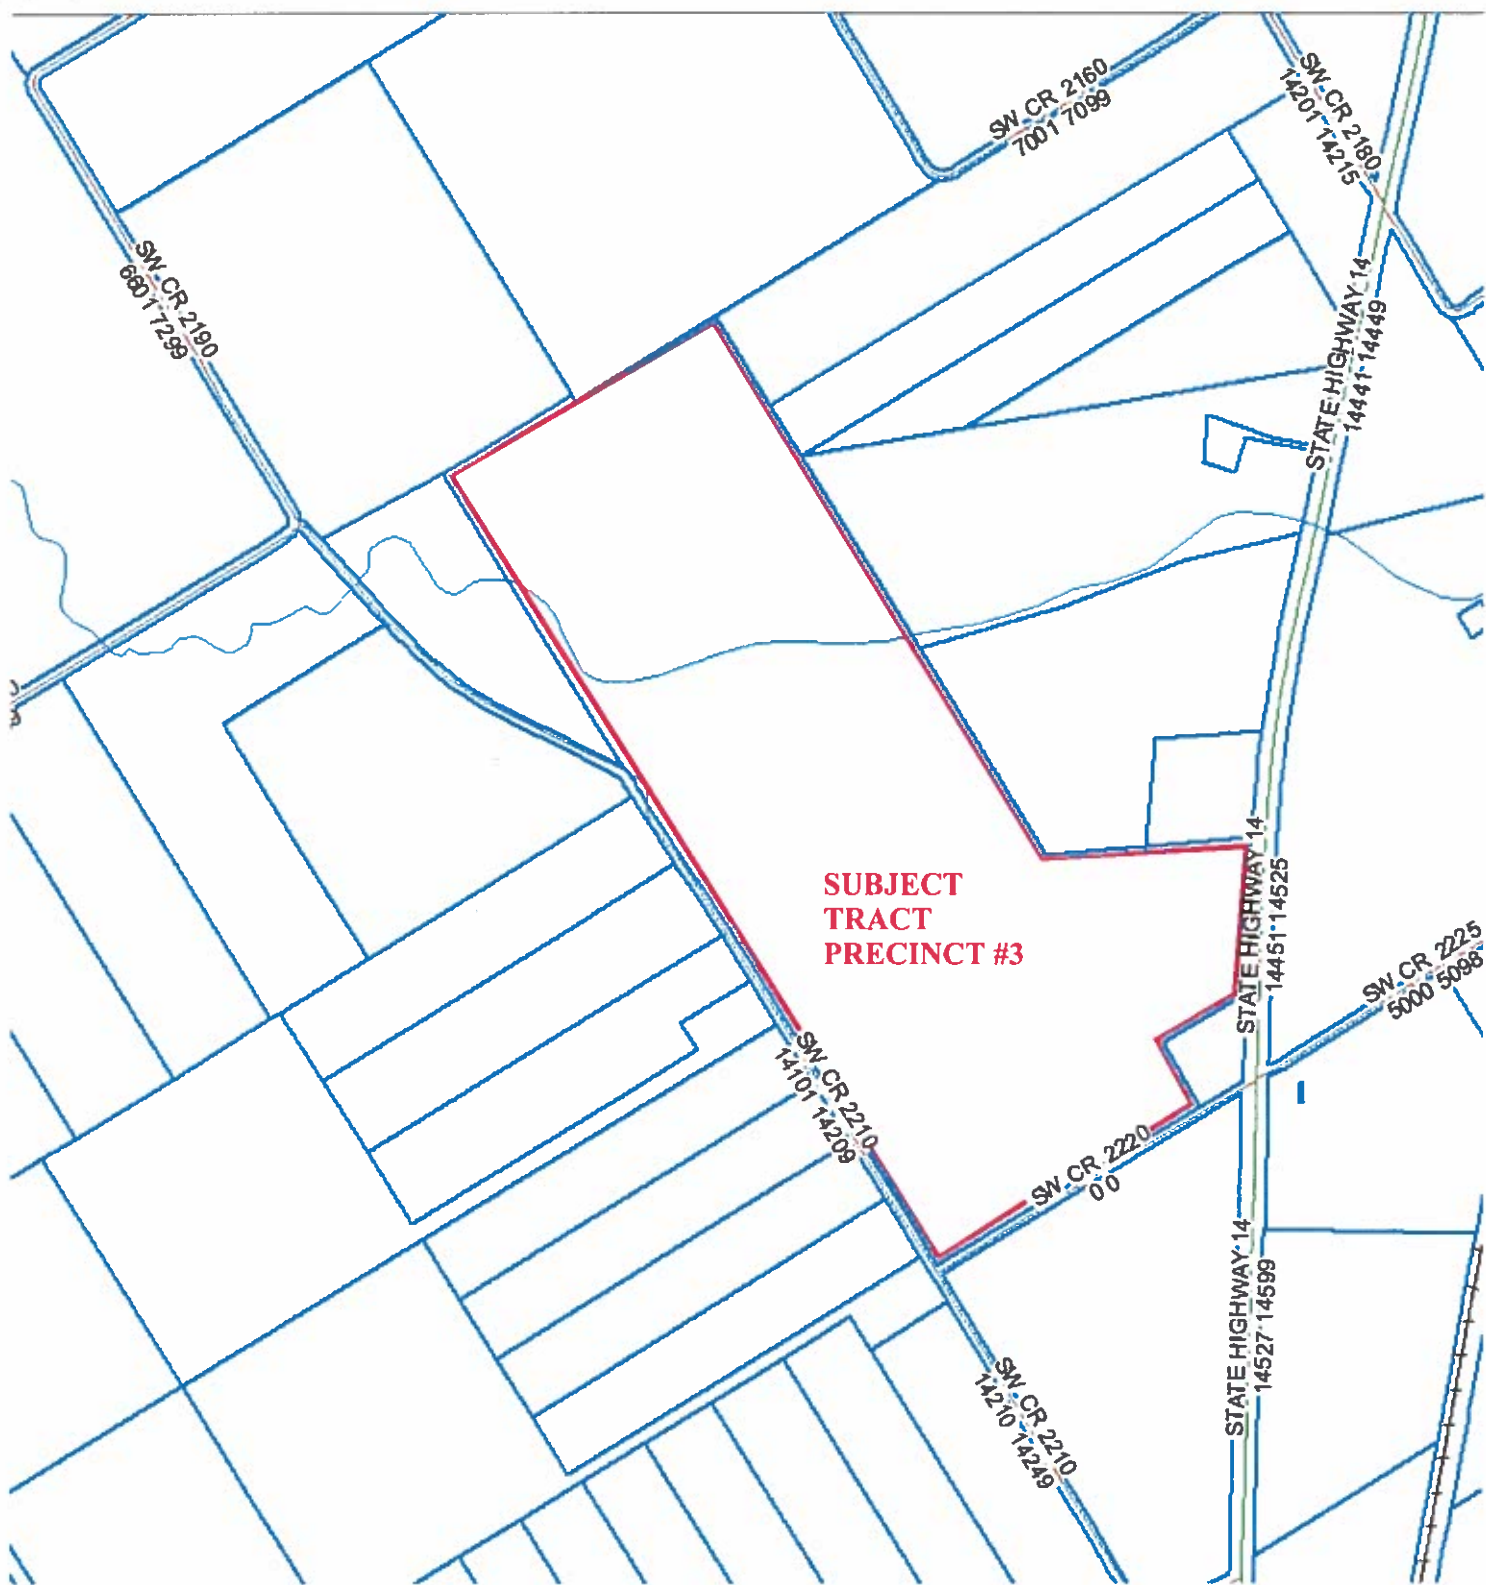 SW CR 2160
7001 7099
SW CR 2180
14201 14215
SW CR 2190
6601 7299
STATE HIGHWAY 14
14441 14449
SUBJECT
TRACT
PRECINCT #3
STATE HIGHWAY 14
14451 14525
SW CR 2225
5000 5098
SW CR 2210
14101 14209
SW CR 2220
0 0
STATE HIGHWAY 14
14527 14599
SW CR 2210
14210 14249